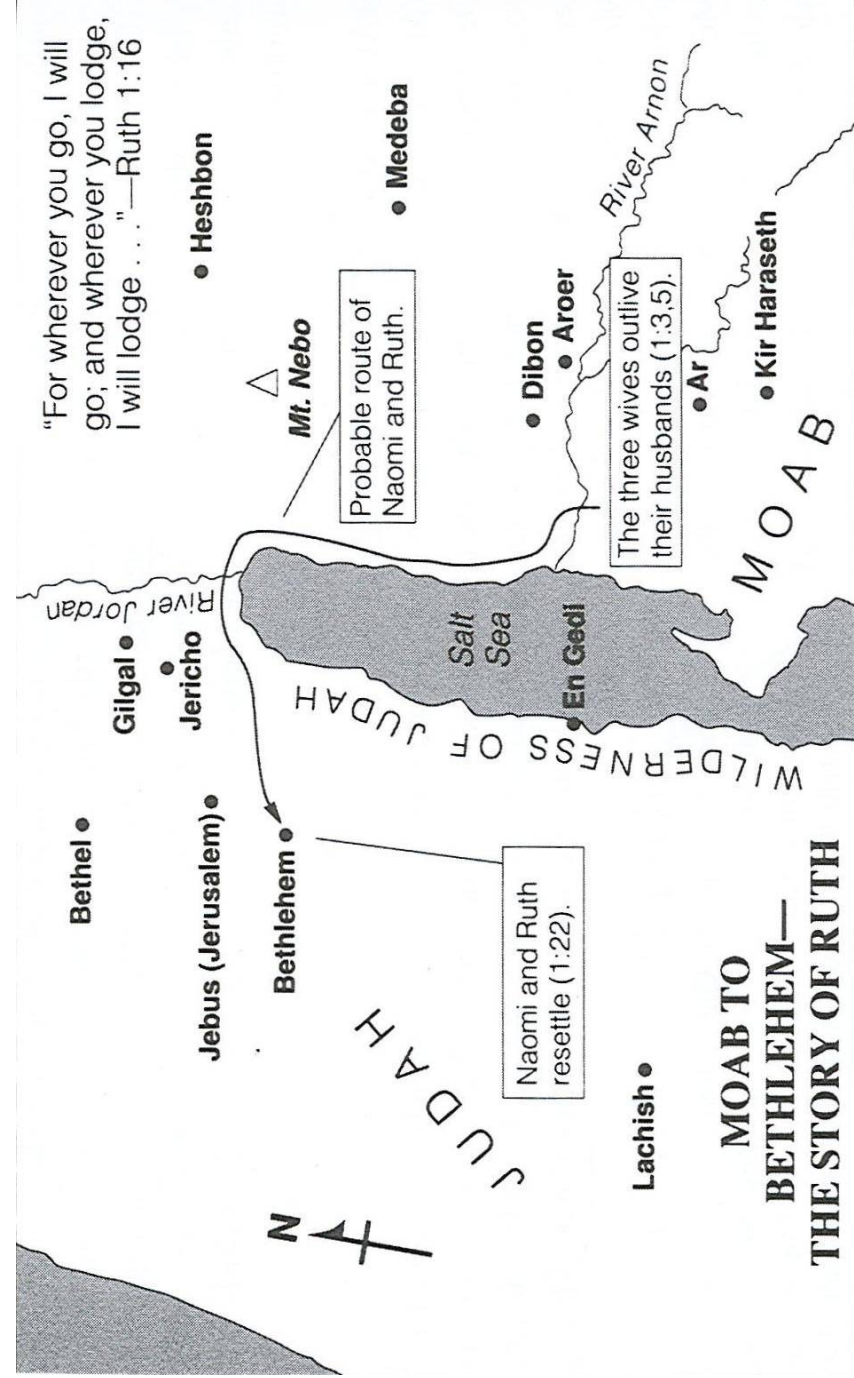 "For wherever you go, I will
go; and wherever you lodge,
I will lodge . . ."—Ruth 1:16
Heshbon
Medeba
Mt. Nebo
Probable route of
Naomi and Ruth.
River Jordan
Gilgal
Jericho
Bethel
Jebus (Jerusalem)
Bethlehem
JUDAH
N
Naomi and Ruth
resettle (1:22).
Lachish
WILDERNESS OF JUDAH
Salt
Sea
En Gedi
Dibon
Aroer
River Arnon
The three wives outlive
their husbands (1:3,5).
Ar
Kir Haraseth
MOAB
MOAB TO
BETHLEHEM—
THE STORY OF RUTH